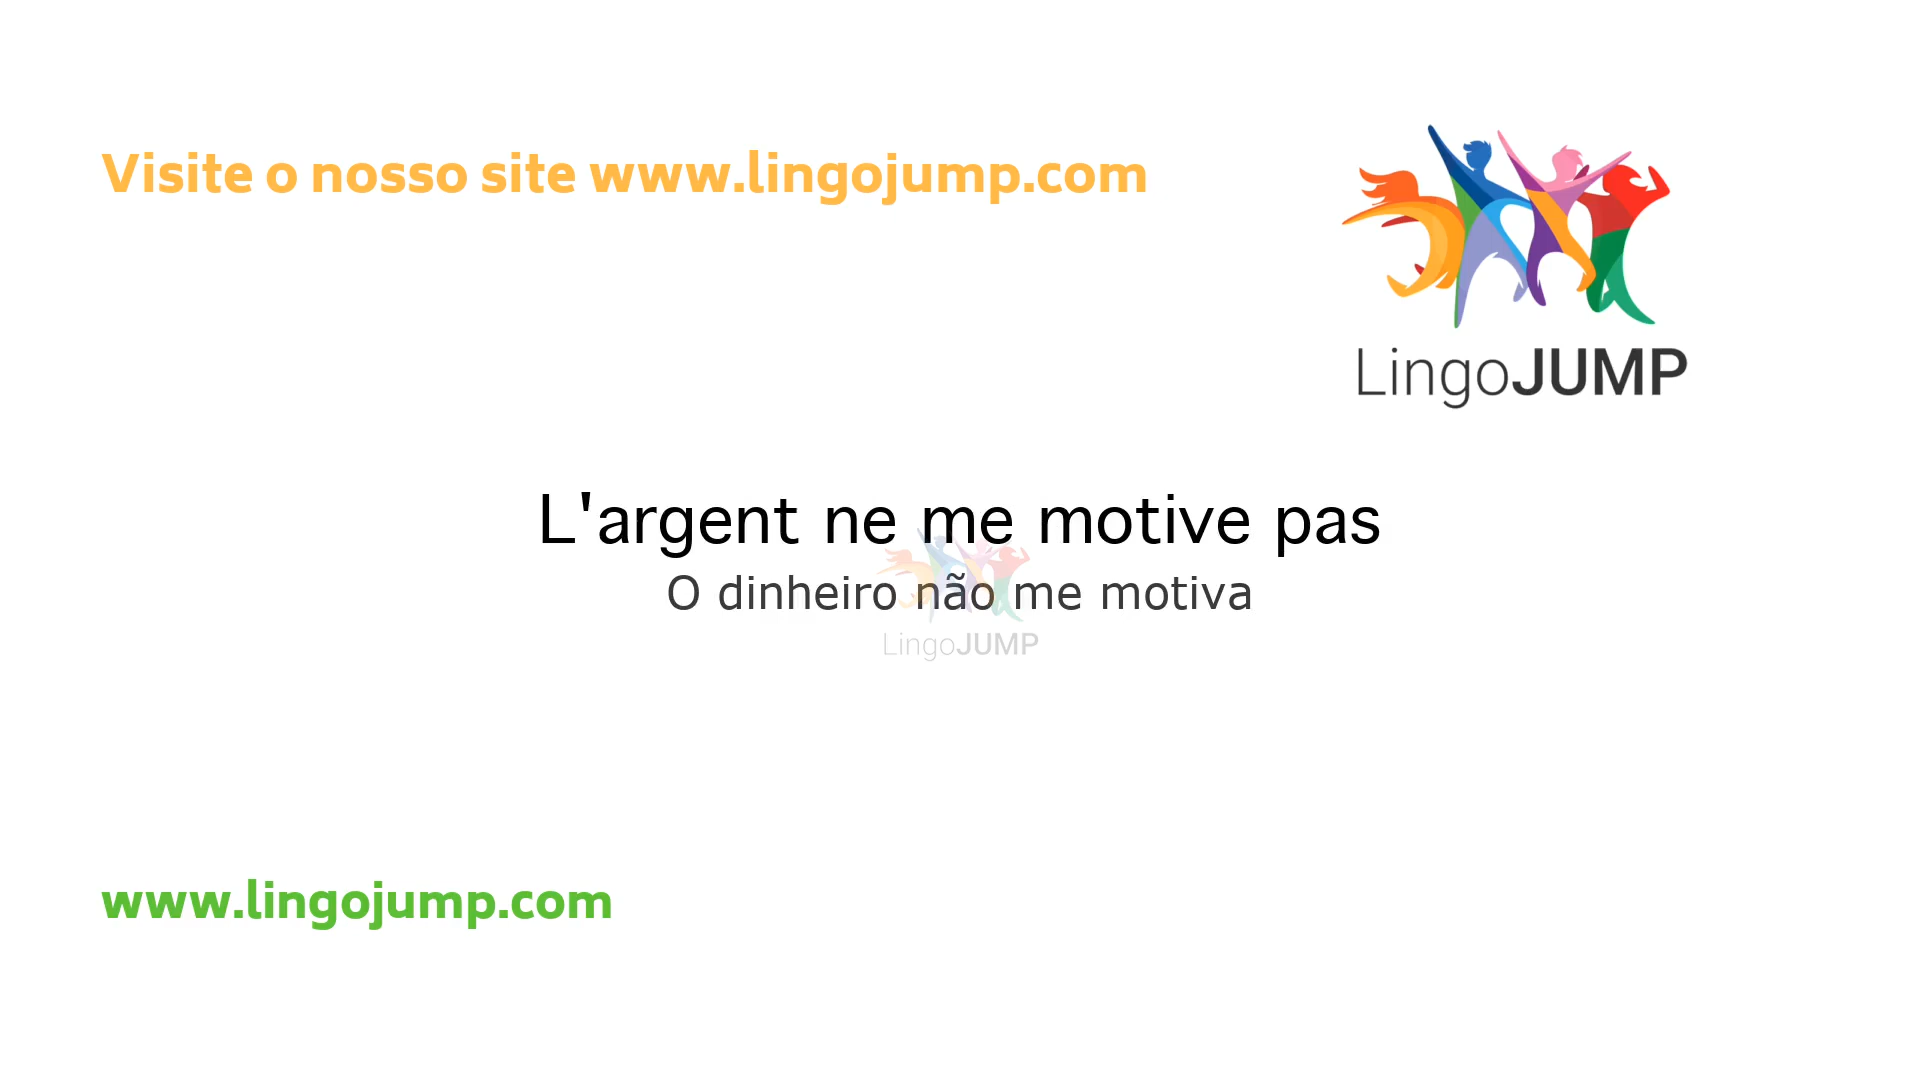 Visite o nosso site www.lingojump.com
LingoJUMP
L'argent ne me motive pas
O dinheiro não me motiva
LingoJUMP
www.lingojump.com